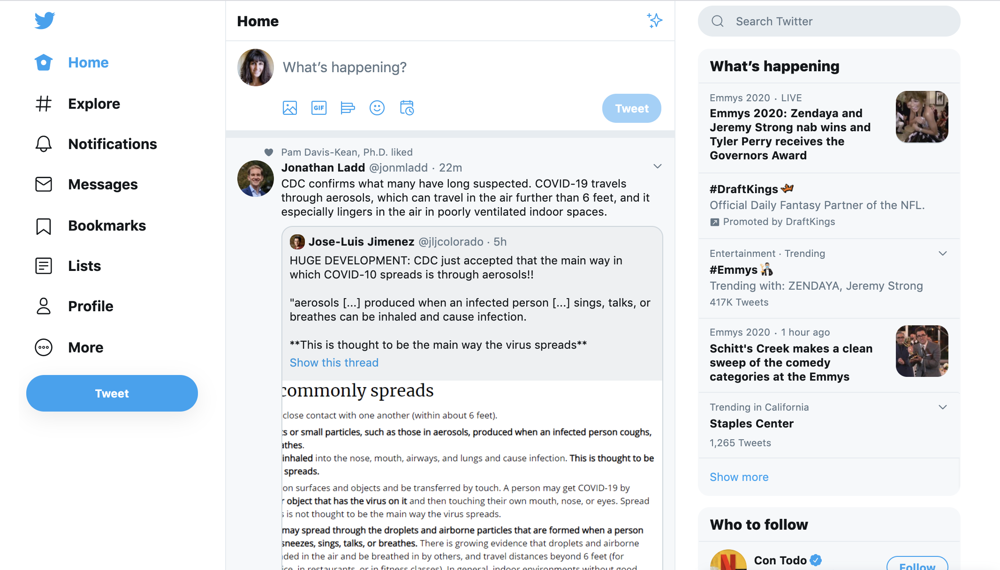 Home
Explore
Notifications
Messages
Bookmarks
Lists
Profile
More
Tweet
Home
What's happening?
GIF
Tweet
Pam Davis-Kean, Ph.D. liked
Jonathan Ladd @jonmladd · 22m
CDC confirms what many have long suspected. COVID-19 travels
through aerosols, which can travel in the air further than 6 feet, and it
especially lingers in the air in poorly ventilated indoor spaces.
Jose-Luis Jimenez @jljcolorado · 5h
HUGE DEVELOPMENT: CDC just accepted that the main way in
which COVID-10 spreads is through aerosols!!
"aerosols [...] produced when an infected person [...] sings, talks, or
breathes can be inhaled and cause infection.
**This is thought to be the main way the virus spreads**
Show this thread
commonly spreads
close contact with one another (within about 6 feet).
s or small particles, such as those in aerosols, produced when an infected person coughs,
athes.
inhaled into the nose, mouth, airways, and lungs and cause infection. This is thought to be
spreads.
on surfaces and objects and be transferred by touch. A person may get COVID-19 by
r object that has the virus on it and then touching their own mouth, nose, or eyes. Spread
s is not thought to be the main way the virus spreads.
may spread through the droplets and airborne particles that are formed when a person
sneezes, sings, talks, or breathes. There is growing evidence that droplets and airborne
ded in the air and be breathed in by others, and travel distances beyond 6 feet (for
ice, in restaurants, or in fitness classes). In general, indoor environments without good
Search Twitter
What's happening
Emmys 2020 · LIVE
Emmys 2020: Zendaya and
Jeremy Strong nab wins and
Tyler Perry receives the
Governors Award
#DraftKings
Official Daily Fantasy Partner of the NFL.
Promoted by DraftKings
Entertainment · Trending
#Emmys
Trending with: ZENDAYA, Jeremy Strong
417K Tweets
Emmys 2020 · 1 hour ago
Schitt's Creek makes a clean
sweep of the comedy
categories at the Emmys
Trending in California
Staples Center
1,265 Tweets
Show more
Who to follow
Con Todo
Follow